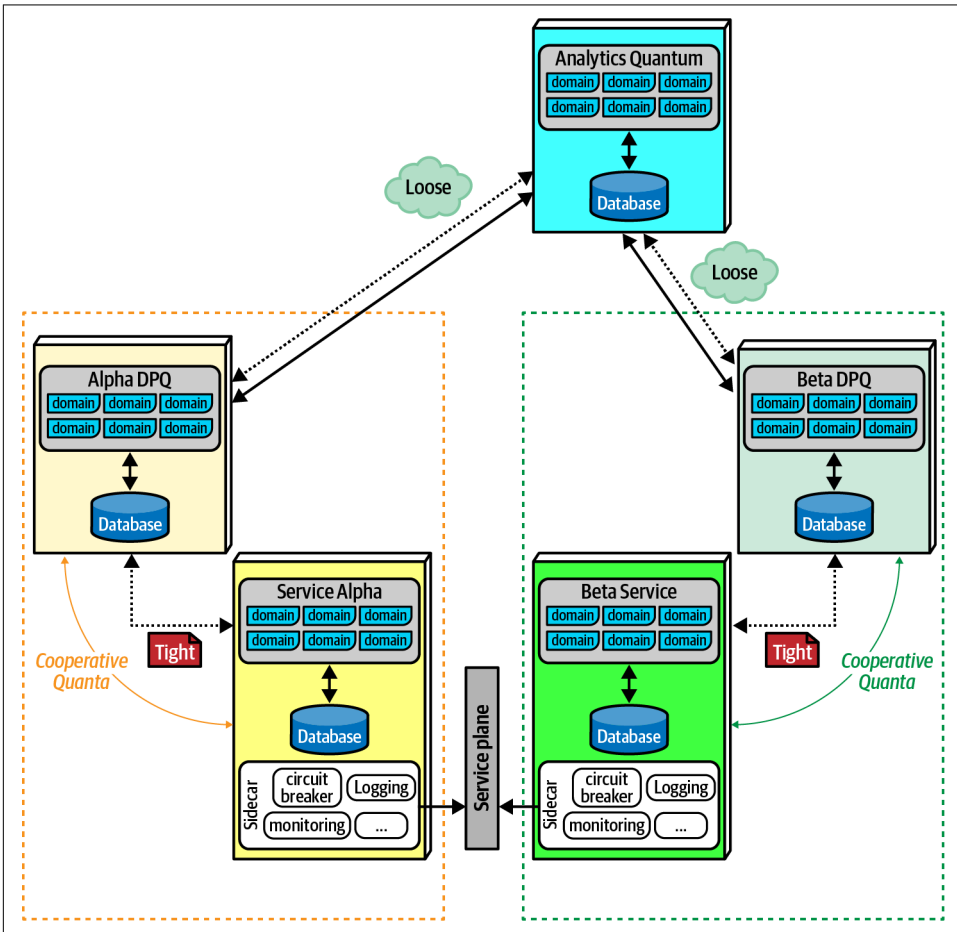 Analytics Quantum
domain domain domain
domain domain domain
Database
Loose
Loose
Alpha DPQ
domain domain domain
domain domain domain
Database
Beta DPQ
domain domain domain
domain domain domain
Database
Tight
Cooperative
Quanta
Service Alpha
domain domain domain
domain domain domain
Database
Sidecar
circuit
breaker
Logging
monitoring
...
Service plane
Beta Service
domain domain domain
domain domain domain
Database
Sidecar
circuit
breaker
Logging
monitoring
...
Tight
Cooperative
Quanta